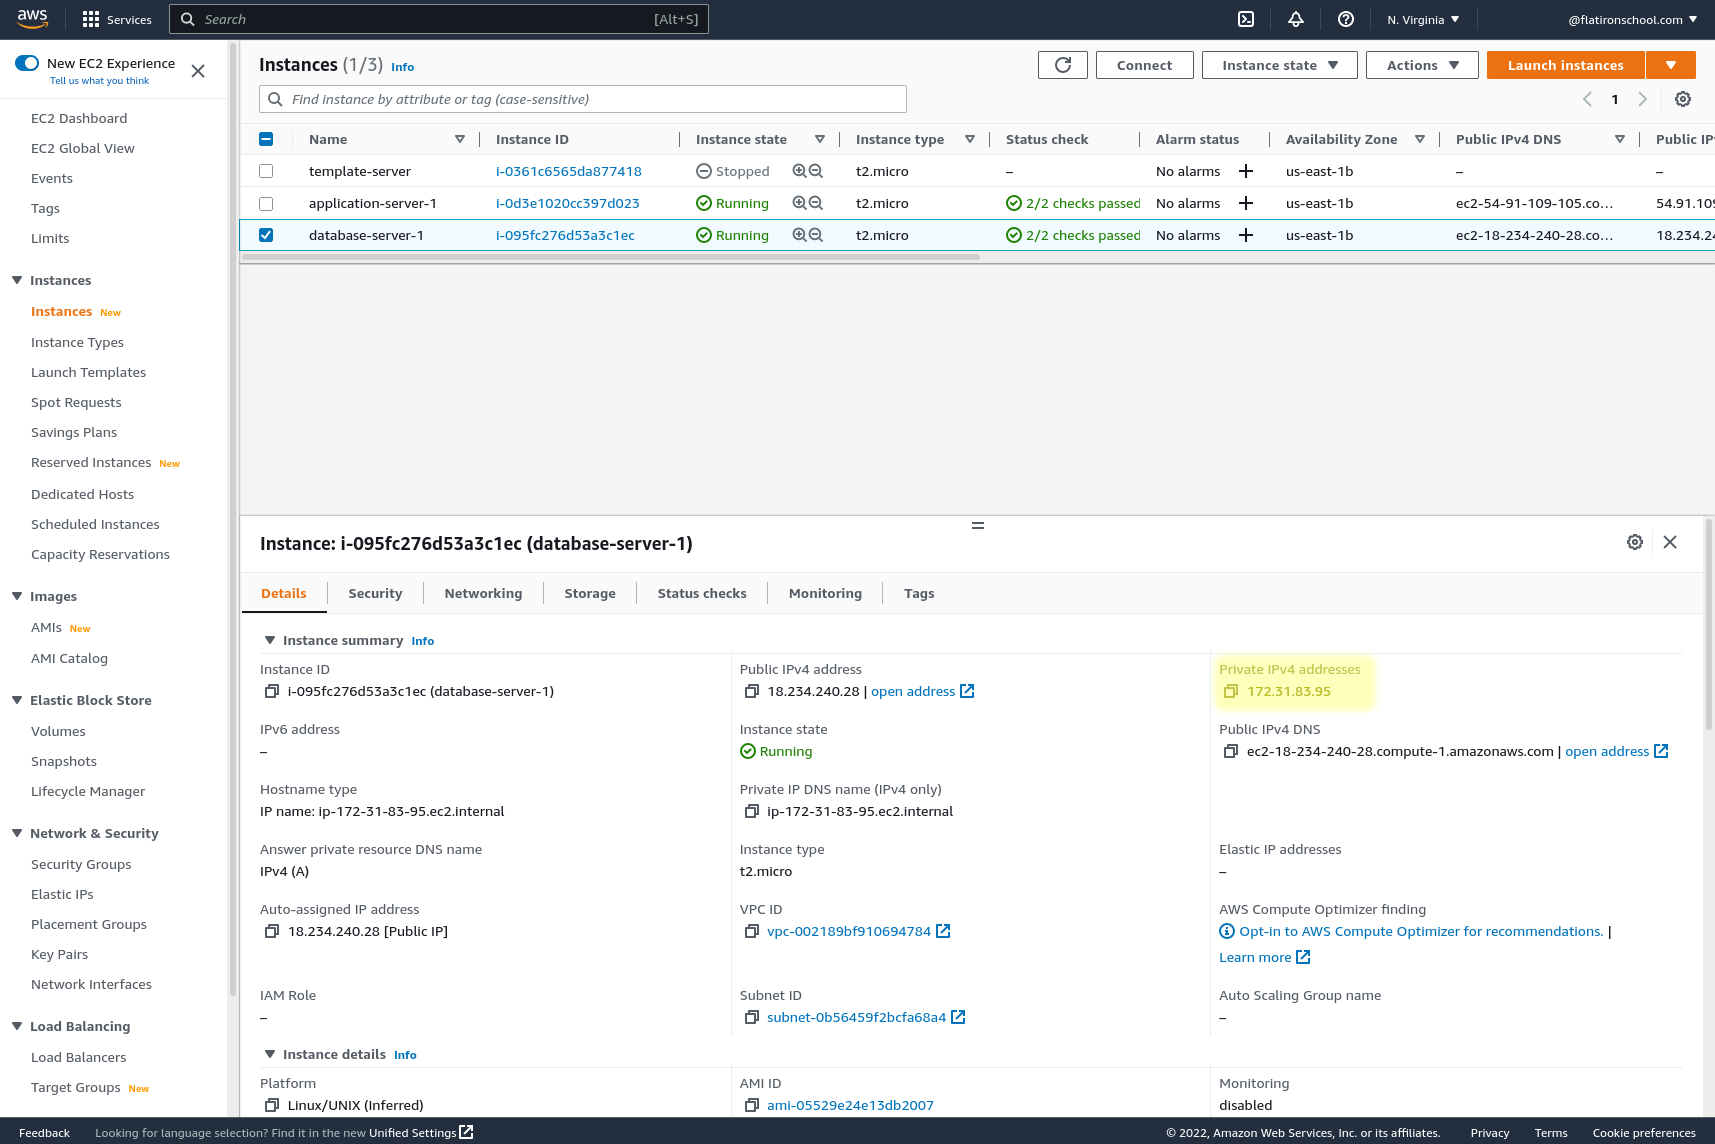 aws
Services
Search [Alt+S]
N. Virginia
@flatironschool.com
New EC2 Experience
Tell us what you think
EC2 Dashboard
EC2 Global View
Events
Tags
Limits
Instances
Instances New
Instance Types
Launch Templates
Spot Requests
Savings Plans
Reserved Instances New
Dedicated Hosts
Scheduled Instances
Capacity Reservations
Images
AMIs New
AMI Catalog
Elastic Block Store
Volumes
Snapshots
Lifecycle Manager
Network & Security
Security Groups
Elastic IPs
Placement Groups
Key Pairs
Network Interfaces
Load Balancing
Load Balancers
Target Groups New
Instances (1/3) Info
Connect
Instance state
Actions
Launch instances
Find instance by attribute or tag (case-sensitive)
1
Name Instance ID Instance state Instance type Status check Alarm status Availability Zone Public IPv4 DNS Public IP
template-server i-0361c6565da877418 Stopped t2.micro – No alarms us-east-1b – –
application-server-1 i-0d3e1020cc397d023 Running t2.micro 2/2 checks passed No alarms us-east-1b ec2-54-91-109-105.co... 54.91.109
database-server-1 i-095fc276d53a3c1ec Running t2.micro 2/2 checks passed No alarms us-east-1b ec2-18-234-240-28.co... 18.234.24
Instance: i-095fc276d53a3c1ec (database-server-1)
Details Security Networking Storage Status checks Monitoring Tags
Instance summary Info
Instance ID Public IPv4 address Private IPv4 addresses
i-095fc276d53a3c1ec (database-server-1) 18.234.240.28 | open address 172.31.83.95
IPv6 address Instance state Public IPv4 DNS
– Running ec2-18-234-240-28.compute-1.amazonaws.com | open address
Hostname type Private IP DNS name (IPv4 only)
IP name: ip-172-31-83-95.ec2.internal ip-172-31-83-95.ec2.internal
Answer private resource DNS name Instance type Elastic IP addresses
IPv4 (A) t2.micro –
Auto-assigned IP address VPC ID AWS Compute Optimizer finding
18.234.240.28 [Public IP] vpc-002189bf910694784 Opt-in to AWS Compute Optimizer for recommendations. |
Learn more
IAM Role Subnet ID Auto Scaling Group name
– subnet-0b56459f2bcfa68a4 –
Instance details Info
Platform AMI ID Monitoring
Linux/UNIX (Inferred) ami-05529e24e13db2007 disabled
Feedback Looking for language selection? Find it in the new Unified Settings © 2022, Amazon Web Services, Inc. or its affiliates. Privacy Terms Cookie preferences